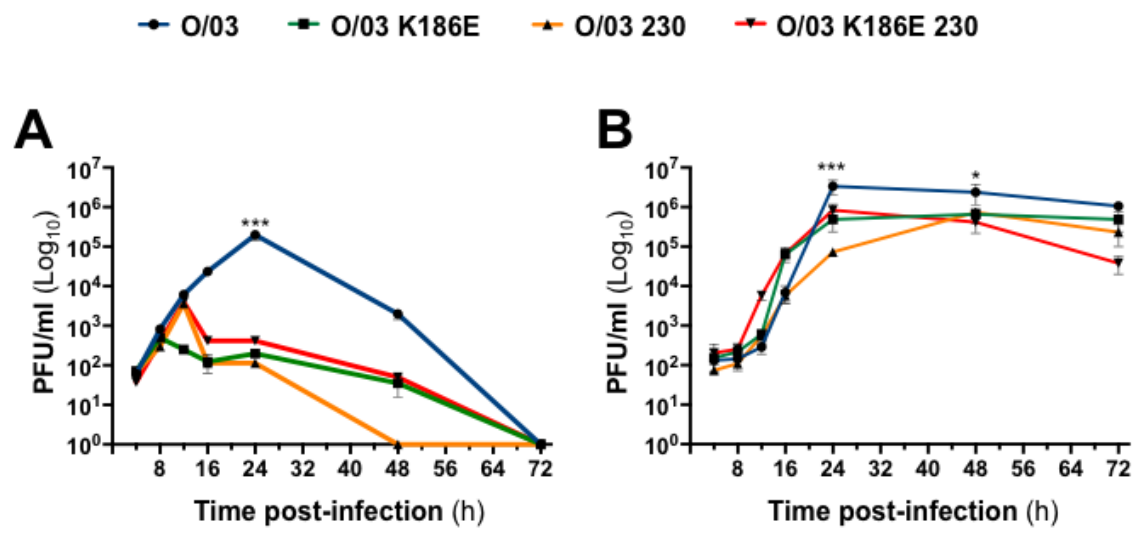 O/03 O/03 K186E O/03 230 O/03 K186E 230
A
PFU/ml (Log10)
10^7
10^6
10^5
10^4
10^3
10^2
10^1
10^0
***
8 16 24 32 40 48 56 64 72
Time post-infection (h)
B
PFU/ml (Log10)
10^7
10^6
10^5
10^4
10^3
10^2
10^1
10^0
*** *
8 16 24 32 40 48 56 64 72
Time post-infection (h)